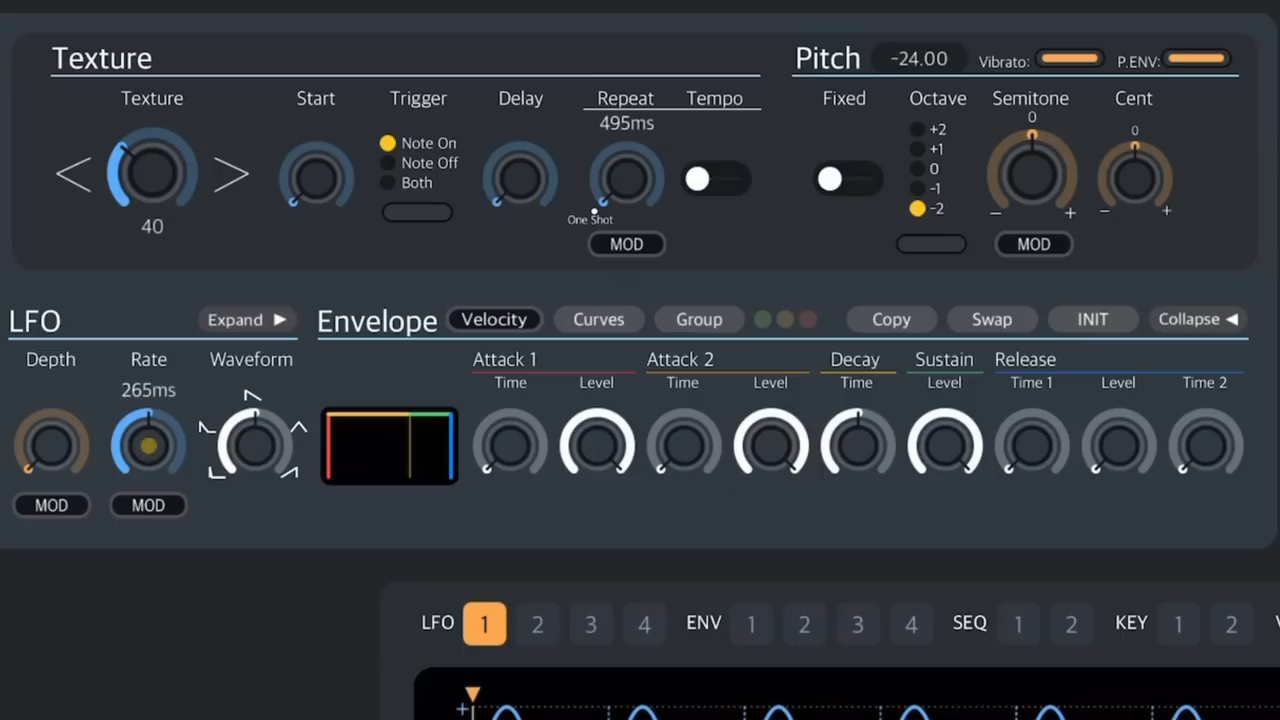 Texture
Pitch -24.00 Vibrato: P.ENV:
Texture Start Trigger Delay Repeat Tempo Fixed Octave Semitone Cent
495ms
0
0
Note On
Note Off
Both
+2
+1
0
-1
-2
− +
− +
One Shot
40
MOD
MOD
LFO Expand ▶
Envelope Velocity Curves Group Copy Swap INIT Collapse ◀
Depth Rate Waveform
Attack 1 Attack 2 Decay Sustain Release
265ms
Time Level Time Level Time Level Time 1 Level Time 2
MOD MOD
LFO 1 2 3 4 ENV 1 2 3 4 SEQ 1 2 KEY 1 2
+